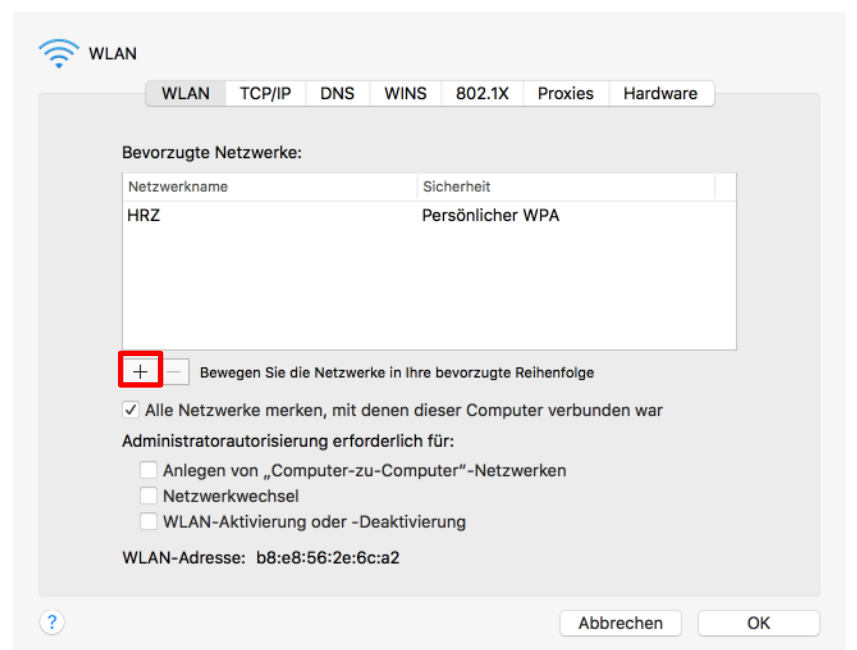 WLAN
WLAN TCP/IP DNS WINS 802.1X Proxies Hardware
Bevorzugte Netzwerke:
Netzwerkname Sicherheit
HRZ Persönlicher WPA
+ − Bewegen Sie die Netzwerke in Ihre bevorzugte Reihenfolge
Alle Netzwerke merken, mit denen dieser Computer verbunden war
Administratorautorisierung erforderlich für:
Anlegen von „Computer-zu-Computer“-Netzwerken
Netzwerkwechsel
WLAN-Aktivierung oder -Deaktivierung
WLAN-Adresse: b8:e8:56:2e:6c:a2
? Abbrechen OK